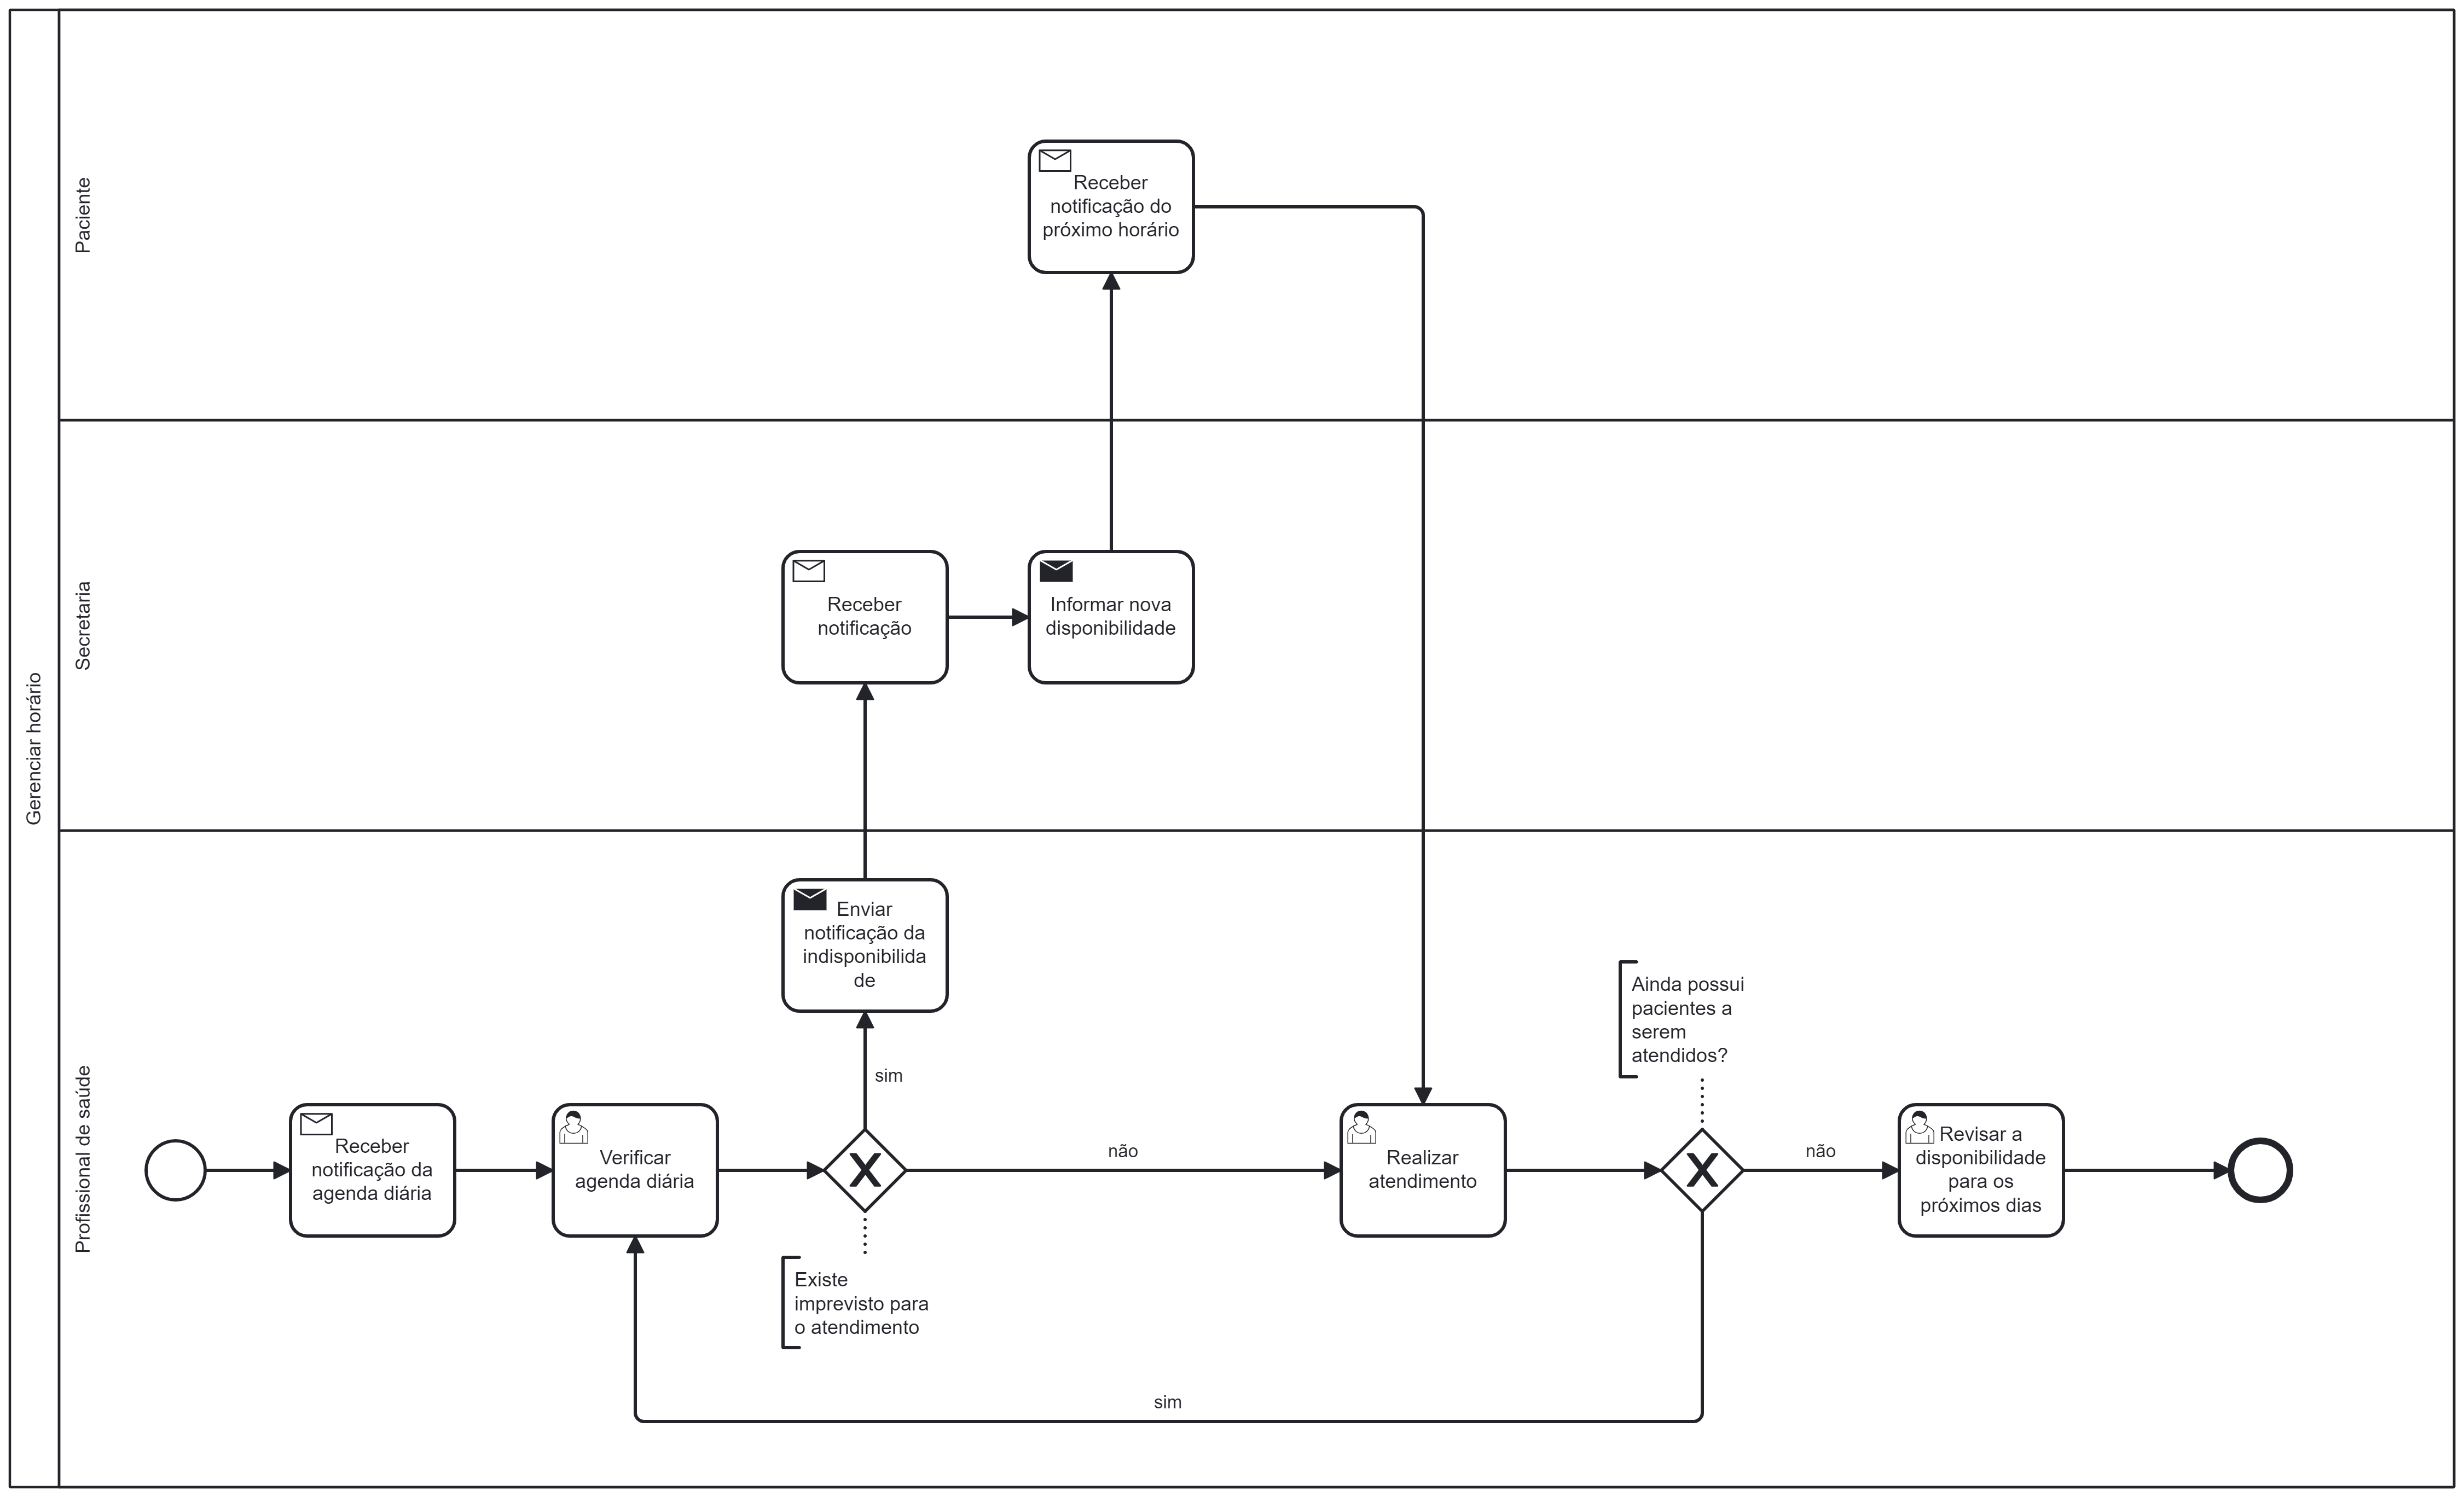 Gerenciar horário
Paciente
Receber
notificação do
próximo horário
Secretaria
Receber
notificação
Informar nova
disponibilidade
Profissional de saúde
Enviar
notificação da
indisponibilida
de
sim
Receber
notificação da
agenda diária
Verificar
agenda diária
Existe
imprevisto para
o atendimento
não
Realizar
atendimento
Ainda possui
pacientes a
serem
atendidos?
não
Revisar a
disponibilidade
para os
próximos dias
sim